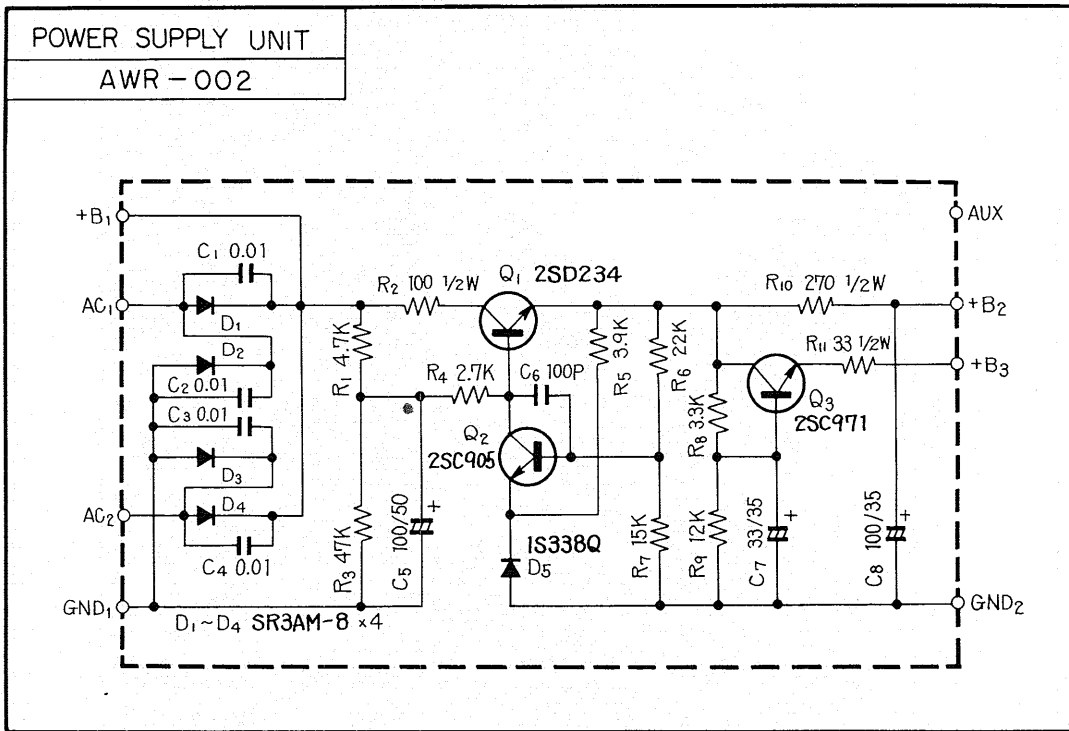 POWER SUPPLY UNIT
AWR-002
+B1
AUX
C1 0.01
Q1 2SD234
R2 100 1/2W
R10 270 1/2W
AC1
D1
+B2
R1 4.7K
R5 3.9K
R6 22K
R11 33 1/2W
D2
R4 2.7K
C6 100P
+B3
C2 0.01
C3 0.01
Q2
2SC905
R8 3.3K
Q3
2SC971
D3
D4
AC2
R3 47K
C5 100/50
+
1S338Q
D5
R7 15K
R9 12K
C7 33/35
+
C8 100/35
+
C4 0.01
GND1
GND2
D1~D4 SR3AM-8 ×4